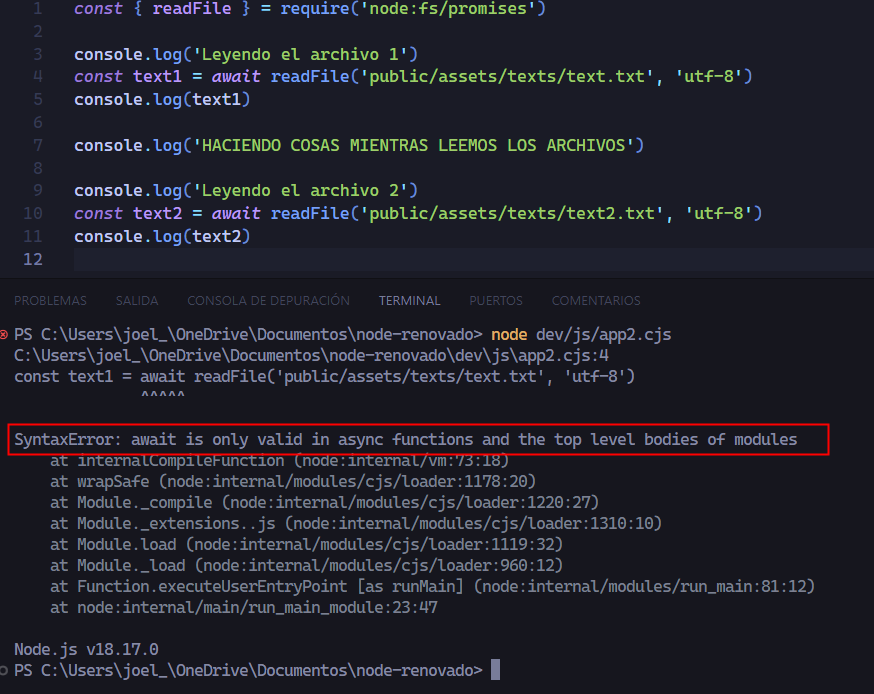 1 const { readFile } = require('node:fs/promises')
2
3 console.log('Leyendo el archivo 1')
4 const text1 = await readFile('public/assets/texts/text.txt', 'utf-8')
5 console.log(text1)
6
7 console.log('HACIENDO COSAS MIENTRAS LEEMOS LOS ARCHIVOS')
8
9 console.log('Leyendo el archivo 2')
10 const text2 = await readFile('public/assets/texts/text2.txt', 'utf-8')
11 console.log(text2)
12
PROBLEMAS SALIDA CONSOLA DE DEPURACIÓN TERMINAL PUERTOS COMENTARIOS
PS C:\Users\joel_\OneDrive\Documentos\node-renovado> node dev/js/app2.cjs
C:\Users\joel_\OneDrive\Documentos\node-renovado\dev\js\app2.cjs:4
const text1 = await readFile('public/assets/texts/text.txt', 'utf-8')
^^^^^
SyntaxError: await is only valid in async functions and the top level bodies of modules
at internalCompileFunction (node:internal/vm:73:18)
at wrapSafe (node:internal/modules/cjs/loader:1178:20)
at Module._compile (node:internal/modules/cjs/loader:1220:27)
at Module._extensions..js (node:internal/modules/cjs/loader:1310:10)
at Module.load (node:internal/modules/cjs/loader:1119:32)
at Module._load (node:internal/modules/cjs/loader:960:12)
at Function.executeUserEntryPoint [as runMain] (node:internal/modules/run_main:81:12)
at node:internal/main/run_main_module:23:47
Node.js v18.17.0
PS C:\Users\joel_\OneDrive\Documentos\node-renovado>